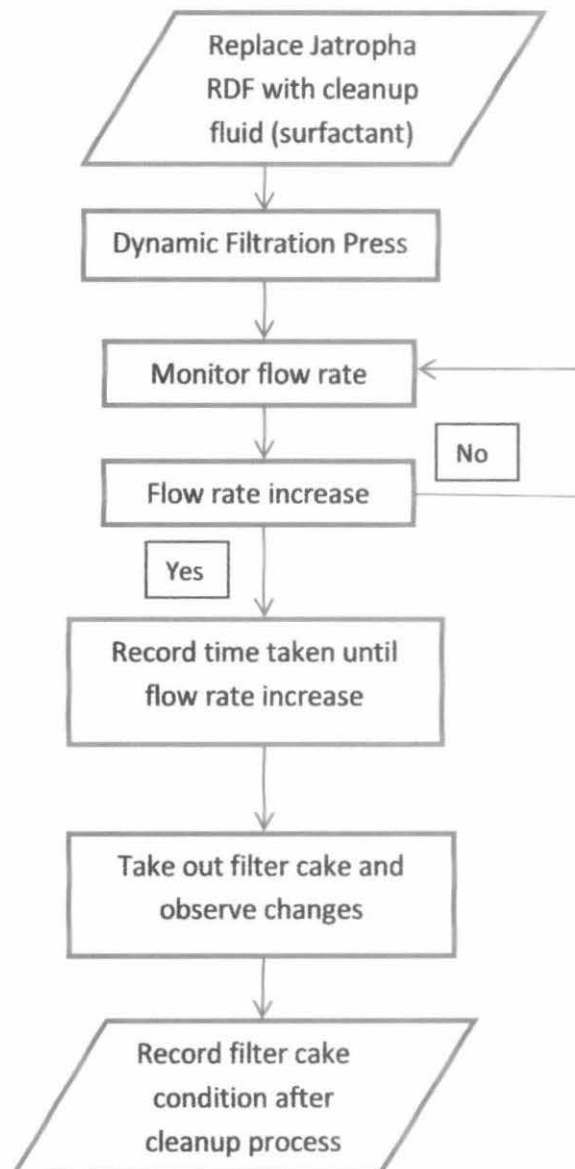 Replace Jatropha
RDF with cleanup
fluid (surfactant)
Dynamic Filtration Press
Monitor flow rate
No
Flow rate increase
Yes
Record time taken until
flow rate increase
Take out filter cake and
observe changes
Record filter cake
condition after
cleanup process